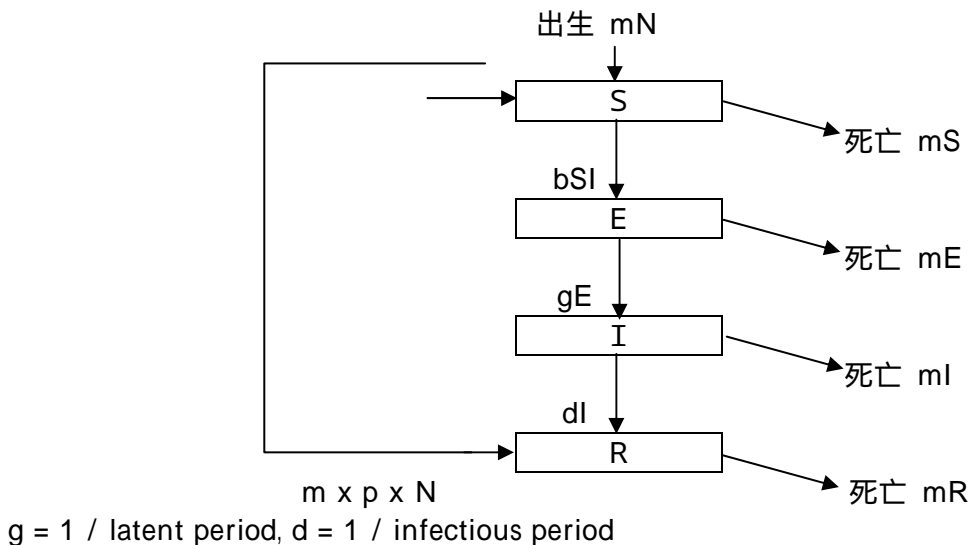 出生 mN
S
死亡 mS
bSI
E
死亡 mE
gE
I
死亡 mI
dI
R
死亡 mR
m x p x N
g = 1 / latent period, d = 1 / infectious period